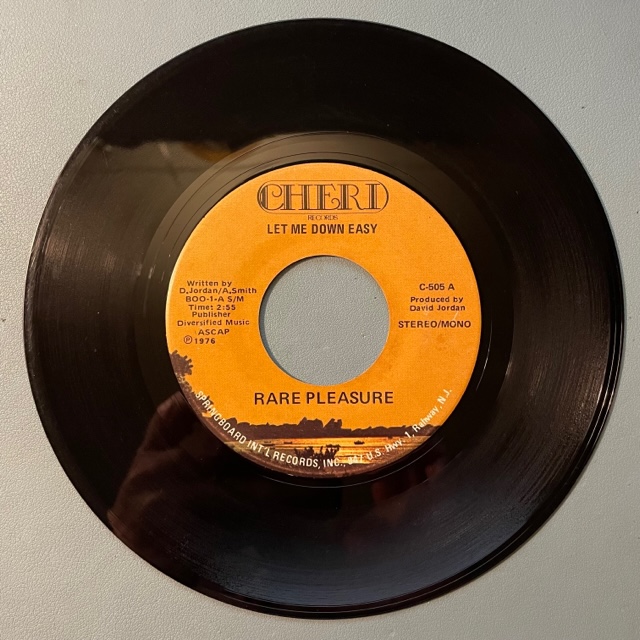 CHERI
RECORDS
LET ME DOWN EASY
Written by
D.Jordan/A.Smith
BOO-1-A S/M
Time: 2:55
Publisher
Diversified Music
ASCAP
Ⓟ1976
C-505 A
Produced by
David Jordan
STEREO/MONO
RARE PLEASURE
SPRINGBOARD INT'L RECORDS, INC., 947 U.S. Hwy. 1, Rahway, N.J.